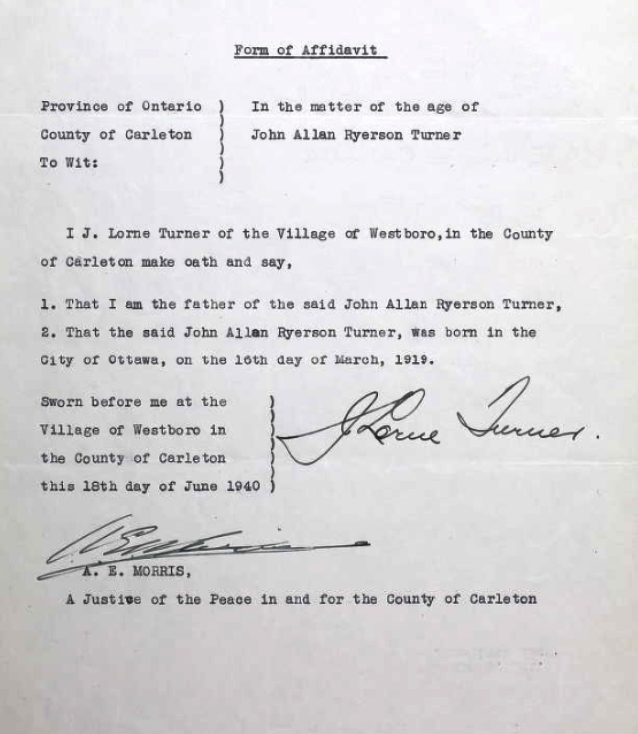 Form of Affidavit
Province of Ontario ) In the matter of the age of
County of Carleton ) John Allan Ryerson Turner
To Wit: )
)
I J. Lorne Turner of the Village of Westboro, in the County
of Carleton make oath and say,
1. That I am the father of the said John Allan Ryerson Turner,
2. That the said John Allan Ryerson Turner, was born in the
City of Ottawa, on the 16th day of March, 1919.
Sworn before me at the )
Village of Westboro in )
the County of Carleton )
this 18th day of June 1940 )
J Lorne Turner.
A. E. MORRIS,
A Justice of the Peace in and for the County of Carleton